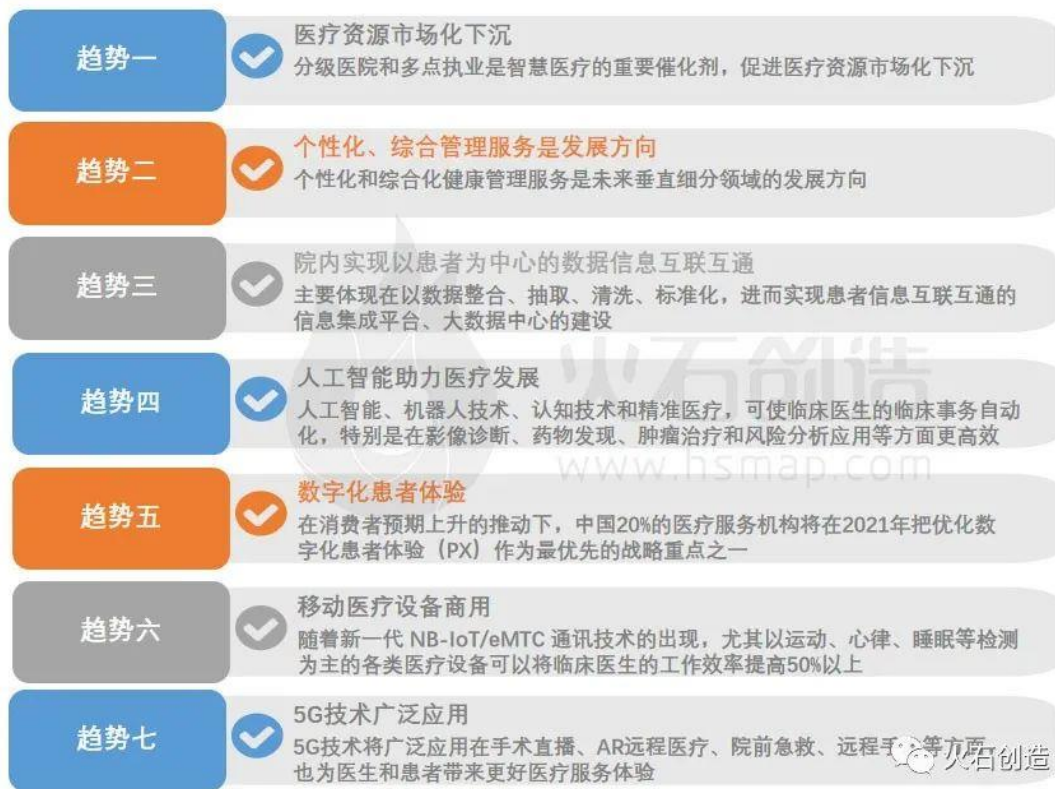 趋势一
医疗资源市场化下沉
分级医院和多点执业是智慧医疗的重要催化剂，促进医疗资源市场化下沉
趋势二
个性化、综合管理服务是发展方向
个性化和综合化健康管理服务是未来垂直细分领域的发展方向
趋势三
院内实现以患者为中心的数据信息互联互通
主要体现在以数据整合、抽取、清洗、标准化，进而实现患者信息互联互通的
信息集成平台、大数据中心的建设
火石创造
www.hsmap.com
趋势四
人工智能助力医疗发展
人工智能、机器人技术、认知技术和精准医疗，可使临床医生的临床事务自动
化，特别是在影像诊断、药物发现、肿瘤治疗和风险分析应用等方面更高效
趋势五
数字化患者体验
在消费者预期上升的推动下，中国20%的医疗服务机构将在2021年把优化数
字化患者体验（PX）作为最优先的战略重点之一
趋势六
移动医疗设备商用
随着新一代 NB-IoT/eMTC 通讯技术的出现，尤其以运动、心律、睡眠等检测
为主的各类医疗设备可以将临床医生的工作效率提高50%以上
趋势七
5G技术广泛应用
5G技术将广泛应用在手术直播、AR远程医疗、院前急救、远程手等方面，
也为医生和患者带来更好医疗服务体验
火石创造